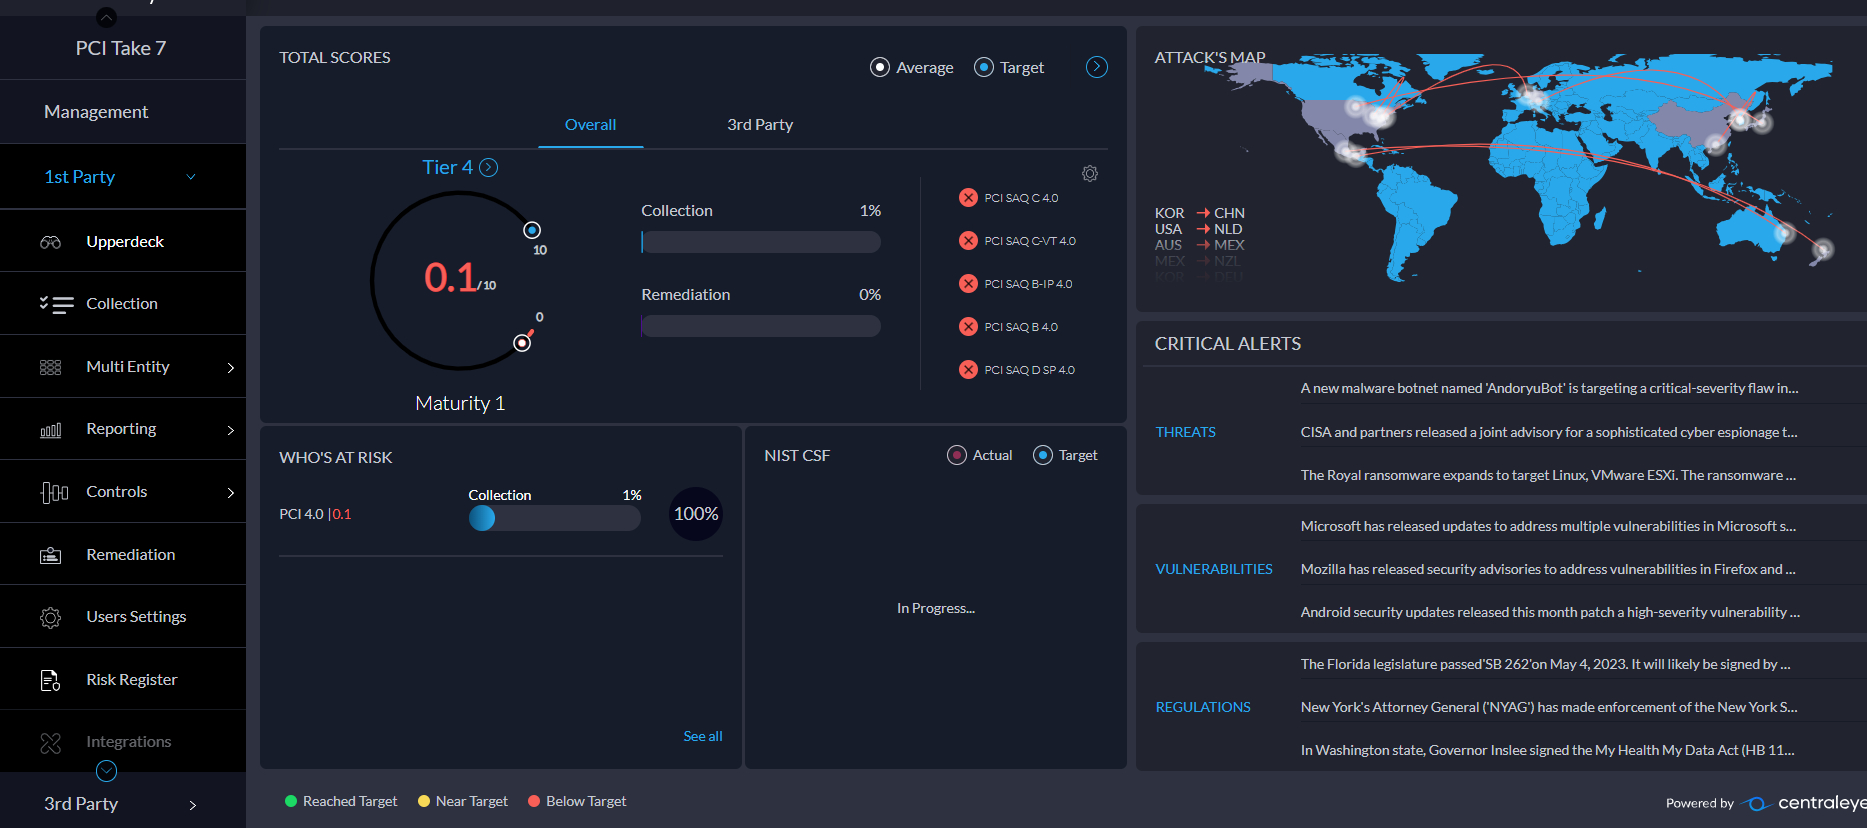 PCI Take 7
Management
1st Party
Upperdeck
Collection
Multi Entity
Reporting
Controls
Remediation
Users Settings
Risk Register
Integrations
3rd Party
TOTAL SCORES
Average
Target
Overall
3rd Party
Tier 4
10
0.1/10
0
Maturity 1
Collection 1%
Remediation 0%
PCI SAQ C 4.0
PCI SAQ C-VT 4.0
PCI SAQ B-IP 4.0
PCI SAQ B 4.0
PCI SAQ D SP 4.0
WHO'S AT RISK
Collection 1%
PCI 4.0 | 0.1
100%
See all
NIST CSF
Actual
Target
In Progress...
Reached Target
Near Target
Below Target
ATTACK'S MAP
KOR → CHN
USA → NLD
AUS → MEX
MEX → NZL
KOR → DEU
CRITICAL ALERTS
THREATS
A new malware botnet named 'AndoryuBot' is targeting a critical-severity flaw in...
CISA and partners released a joint advisory for a sophisticated cyber espionage t...
The Royal ransomware expands to target Linux, VMware ESXi. The ransomware ...
VULNERABILITIES
Microsoft has released updates to address multiple vulnerabilities in Microsoft s...
Mozilla has released security advisories to address vulnerabilities in Firefox and ...
Android security updates released this month patch a high-severity vulnerability ...
REGULATIONS
The Florida legislature passed'SB 262'on May 4, 2023. It will likely be signed by ...
New York's Attorney General ('NYAG') has made enforcement of the New York S...
In Washington state, Governor Inslee signed the My Health My Data Act (HB 11...
Powered by centraleye